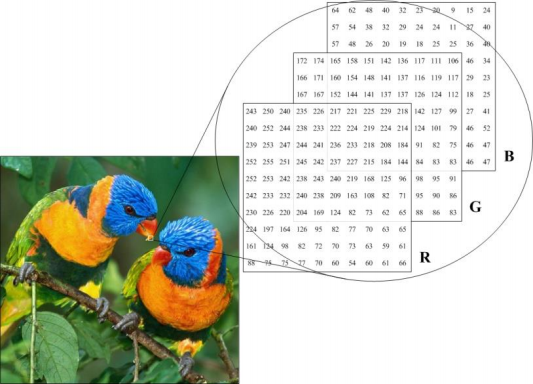 64 62 48 40 32 23 20 9 15 24
57 54 38 32 29 24 24 11 27 40
57 48 26 20 19 18 25 25 36 40
172 174 165 158 151 142 136 117 111 106 46 34
166 171 160 154 148 141 137 116 119 117 29 23
167 167 152 144 141 137 137 126 124 112 18 25
243 250 240 235 226 217 221 225 229 218 142 127 99 27 41
240 252 244 238 233 222 224 219 224 214 124 101 79 46 52
239 253 247 244 241 236 233 218 208 184 91 82 75 46 47
252 255 251 245 242 237 227 215 184 144 84 83 83 46 47
B
252 253 242 238 243 240 219 168 125 96 98 95 91
242 233 232 240 238 209 163 108 82 71 95 90 86
230 226 220 204 169 124 82 73 62 65 88 86 83
G
224 197 164 126 95 82 77 70 63 65
161 124 98 82 72 70 73 63 59 61
88 75 75 77 70 60 54 60 61 66
R